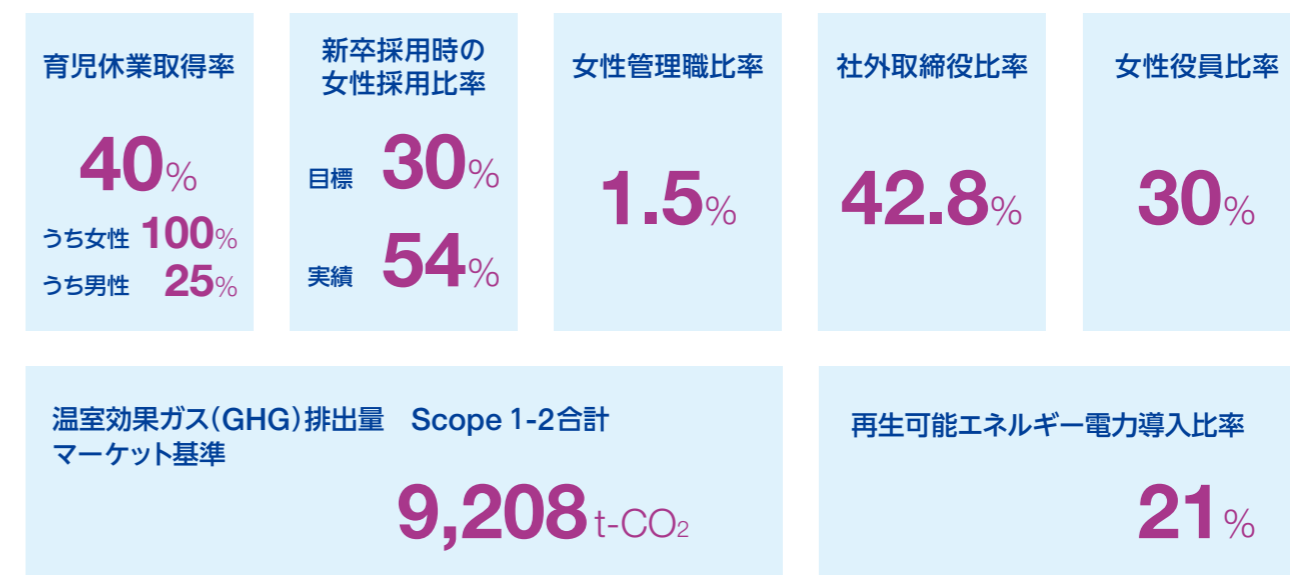 育児休業取得率
40%
うち女性 100%
うち男性 25%
新卒採用時の
女性採用比率
目標 30%
実績 54%
女性管理職比率
1.5%
社外取締役比率
42.8%
女性役員比率
30%
温室効果ガス(GHG)排出量　Scope 1-2合計
マーケット基準
9,208 t-CO₂
再生可能エネルギー電力導入比率
21%